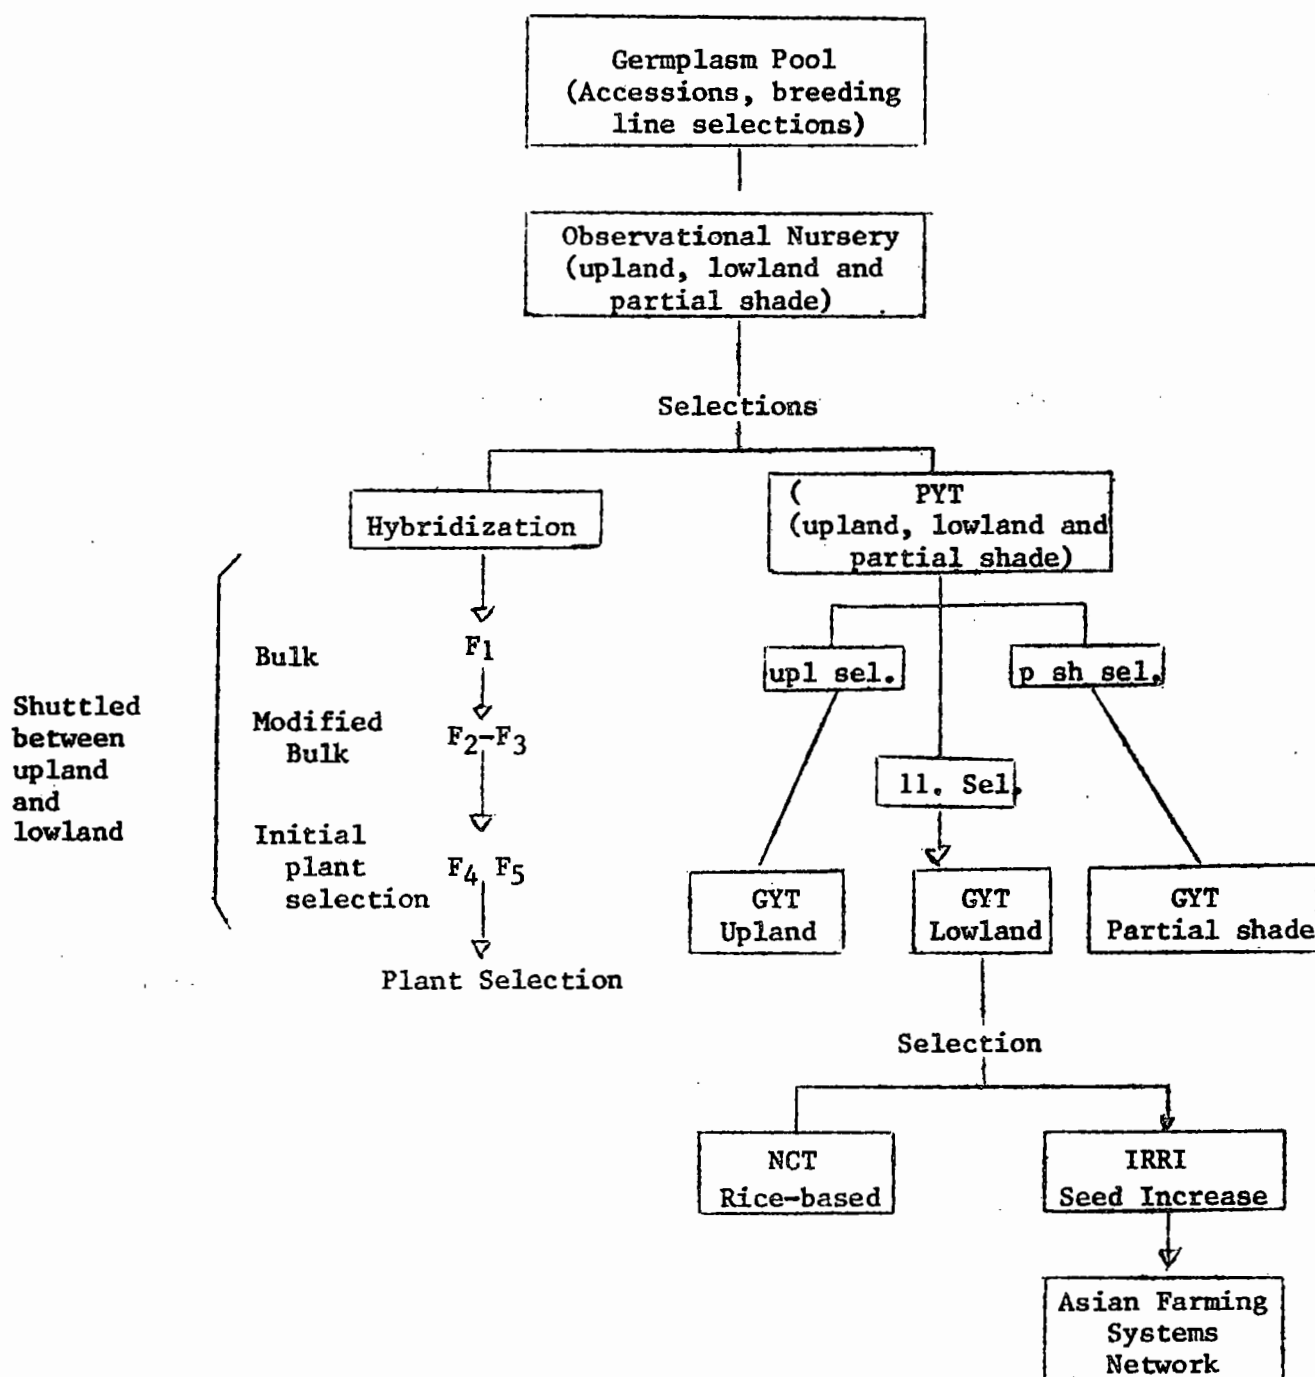 Germplasm Pool
(Accessions, breeding
line selections)
Observational Nursery
(upland, lowland and
partial shade)
Selections
Hybridization
( PYT
(upland, lowland and
partial shade)
Shuttled
between
upland
and
lowland
Bulk
F1
Modified
Bulk
F2-F3
Initial
plant
selection
F4 F5
Plant Selection
upl sel.
p sh sel.
ll. Sel.
GYT
Upland
GYT
Lowland
GYT
Partial shade
Selection
NCT
Rice-based
IRRI
Seed Increase
Asian Farming
Systems
Network